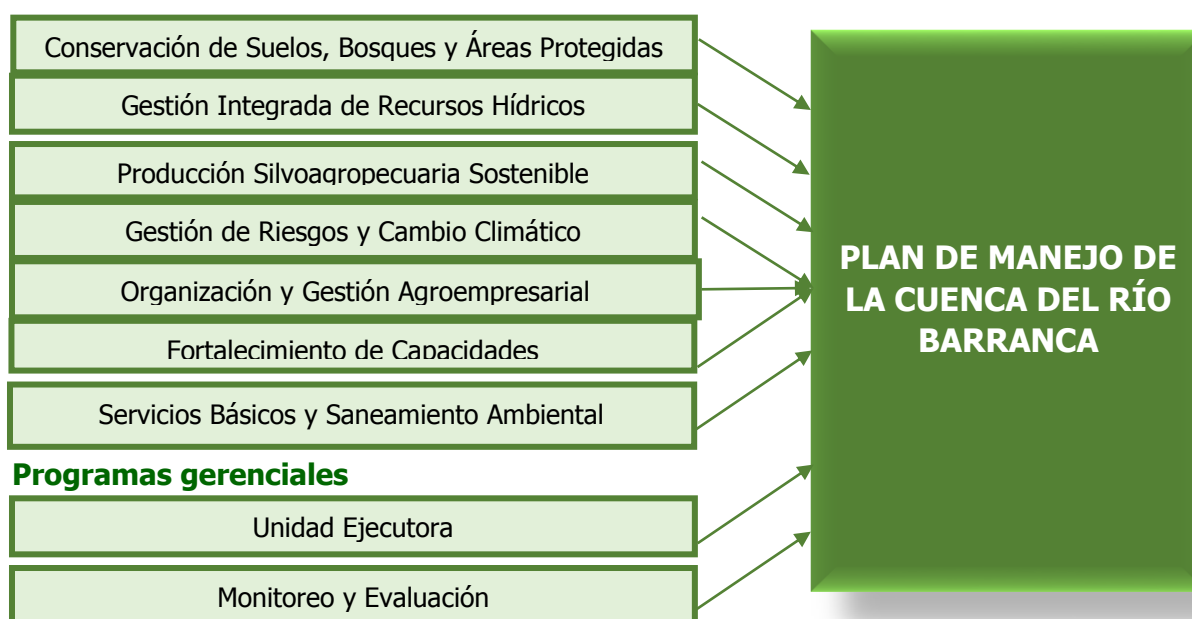 Conservación de Suelos, Bosques y Áreas Protegidas
Gestión Integrada de Recursos Hídricos
Producción Silvoagropecuaria Sostenible
Gestión de Riesgos y Cambio Climático
Organización y Gestión Agroempresarial
Fortalecimiento de Capacidades
Servicios Básicos y Saneamiento Ambiental
Programas gerenciales
Unidad Ejecutora
Monitoreo y Evaluación
PLAN DE MANEJO DE
LA CUENCA DEL RÍO
BARRANCA